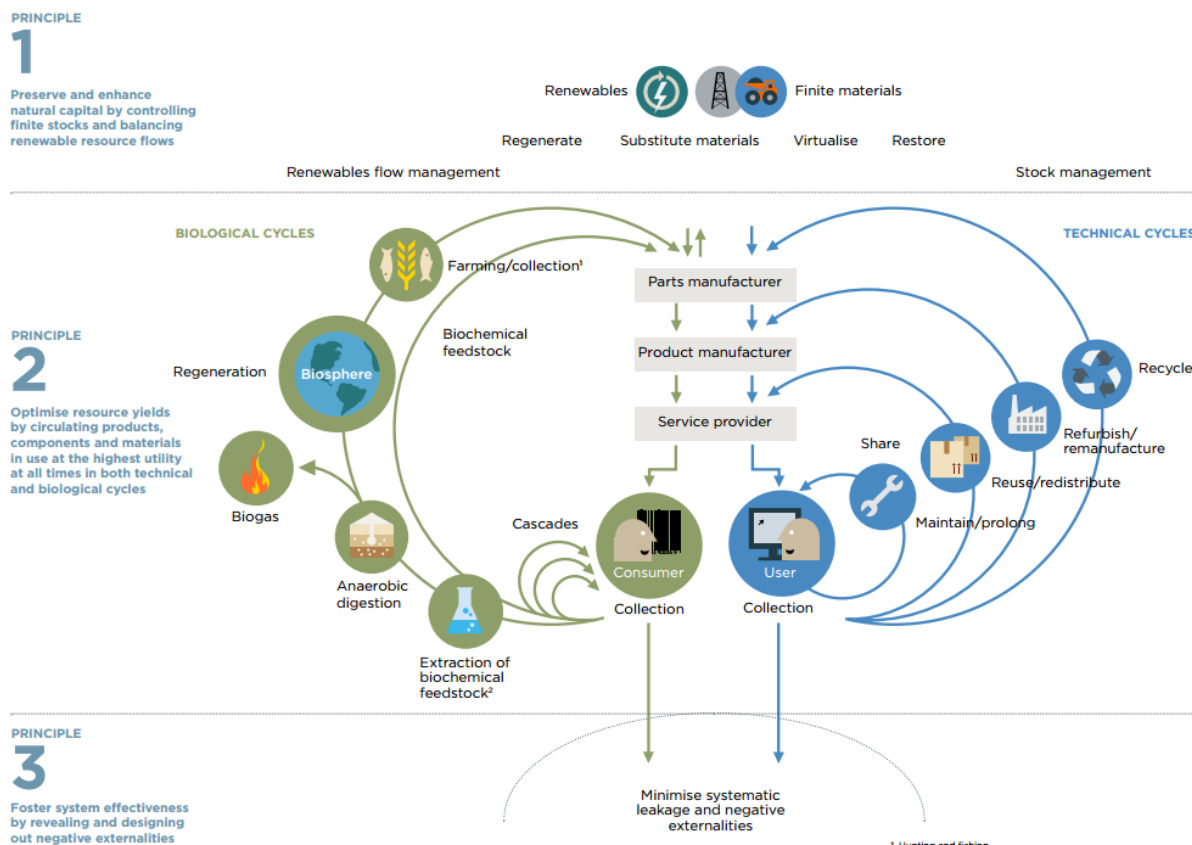 PRINCIPLE
1
Preserve and enhance
natural capital by controlling
finite stocks and balancing
renewable resource flows
Renewables
Finite materials
Regenerate
Substitute materials
Virtualise
Restore
Renewables flow management
Stock management
BIOLOGICAL CYCLES
TECHNICAL CYCLES
Farming/collection¹
Parts manufacturer
PRINCIPLE
2
Optimise resource yields
by circulating products,
components and materials
in use at the highest utility
at all times in both technical
and biological cycles
Biochemical
feedstock
Product manufacturer
Regeneration
Biosphere
Recycle
Service provider
Share
Refurbish/
remanufacture
Reuse/redistribute
Biogas
Cascades
Maintain/prolong
Anaerobic
digestion
Consumer
User
Collection
Collection
Extraction of
biochemical
feedstock²
PRINCIPLE
3
Foster system effectiveness
by revealing and designing
out negative externalities
Minimise systematic
leakage and negative
externalities